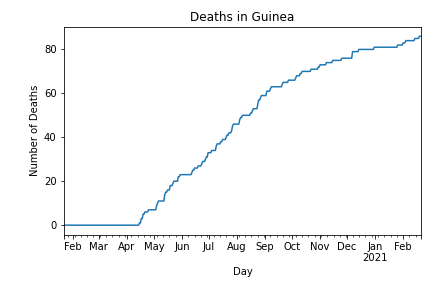 Deaths in Guinea
Number of Deaths
80
60
40
20
0
Feb Mar Apr May Jun Jul Aug Sep Oct Nov Dec Jan Feb
2021
Day